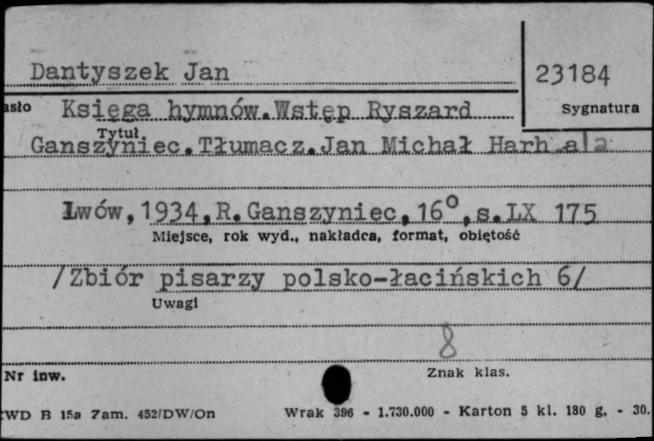 Dantyszek Jan
23184
Sygnatura
asło Księga hymnów.Wstęp Ryszard
Tytuł
Ganszyniec.Tłumacz.Jan Michał Harhala
Lwów,1934,R.Ganszyniec,16°,s.LX 175
Miejsce, rok wyd., nakładca, format, objętość
/Zbiór pisarzy polsko-łacińskich 6/
Uwagi
8
Nr inw.
Znak klas.
CWD B 15a Zam. 452/DW/On Wrak 396 - 1.730.000 - Karton 5 kl. 180 g. - 30.